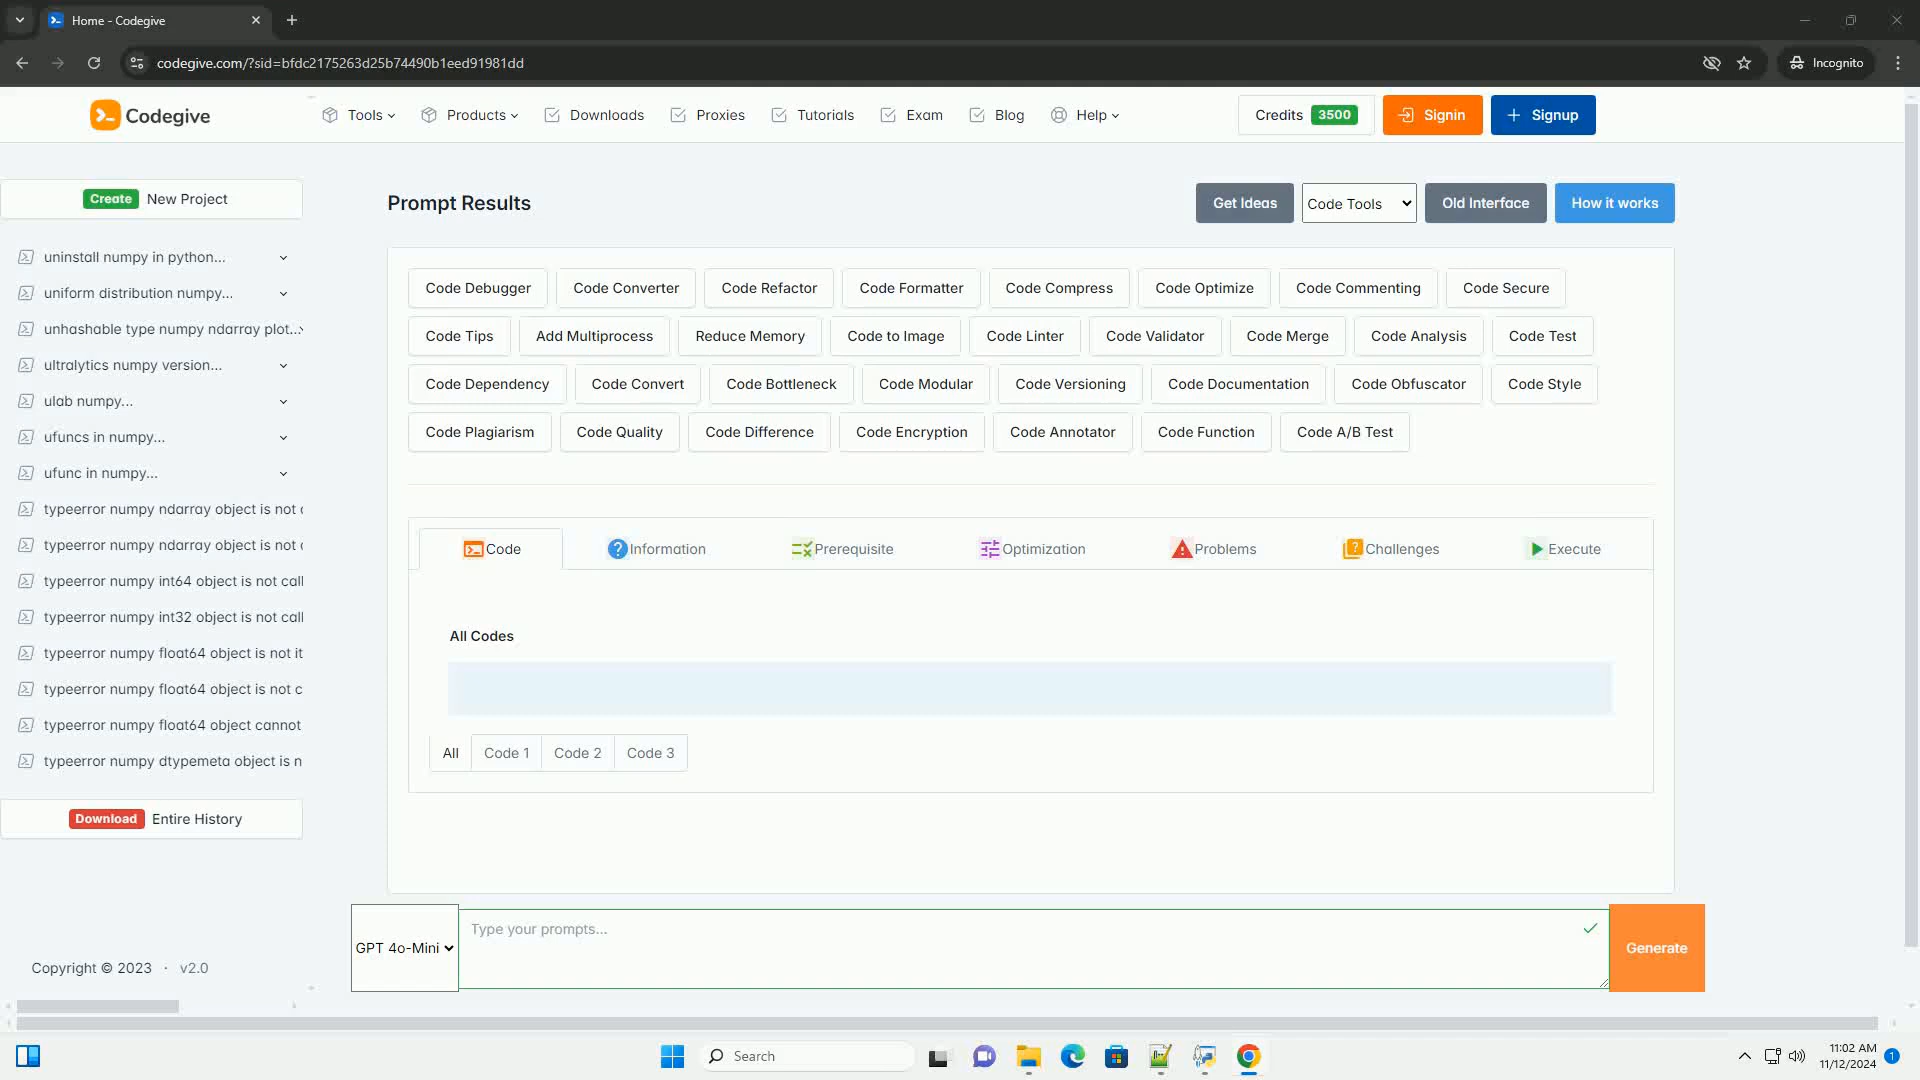 Home - Codegive
codegive.com/?sid=bfdc2175263d25b74490b1eed91981dd
Incognito
Codegive
Tools
Products
Downloads
Proxies
Tutorials
Exam
Blog
Help
Credits 3500
Signin
Signup
Create New Project
uninstall numpy in python...
uniform distribution numpy...
unhashable type numpy ndarray plot...
ultralytics numpy version...
ulab numpy...
ufuncs in numpy...
ufunc in numpy...
typeerror numpy ndarray object is not
typeerror numpy ndarray object is not
typeerror numpy int64 object is not call
typeerror numpy int32 object is not call
typeerror numpy float64 object is not it
typeerror numpy float64 object is not c
typeerror numpy float64 object cannot
typeerror numpy dtypemeta object is n
Download Entire History
Copyright © 2023 · v2.0
Prompt Results
Get Ideas
Code Tools
Old Interface
How it works
Code Debugger
Code Converter
Code Refactor
Code Formatter
Code Compress
Code Optimize
Code Commenting
Code Secure
Code Tips
Add Multiprocess
Reduce Memory
Code to Image
Code Linter
Code Validator
Code Merge
Code Analysis
Code Test
Code Dependency
Code Convert
Code Bottleneck
Code Modular
Code Versioning
Code Documentation
Code Obfuscator
Code Style
Code Plagiarism
Code Quality
Code Difference
Code Encryption
Code Annotator
Code Function
Code A/B Test
Code
Information
Prerequisite
Optimization
Problems
Challenges
Execute
All Codes
All
Code 1
Code 2
Code 3
GPT 4o-Mini
Type your prompts...
Generate
Search
11:02 AM
11/12/2024
1